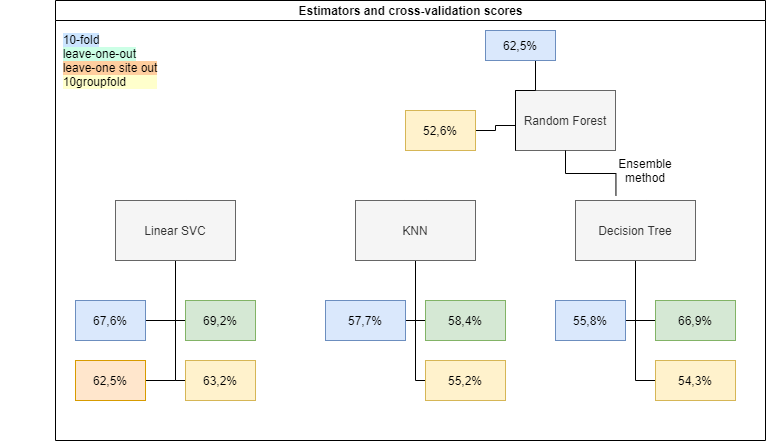 Estimators and cross-validation scores
10-fold
leave-one-out
leave-one site out
10groupfold
62,5%
52,6%
Random Forest
Ensemble
method
Linear SVC
KNN
Decision Tree
67,6%
69,2%
57,7%
58,4%
55,8%
66,9%
62,5%
63,2%
55,2%
54,3%